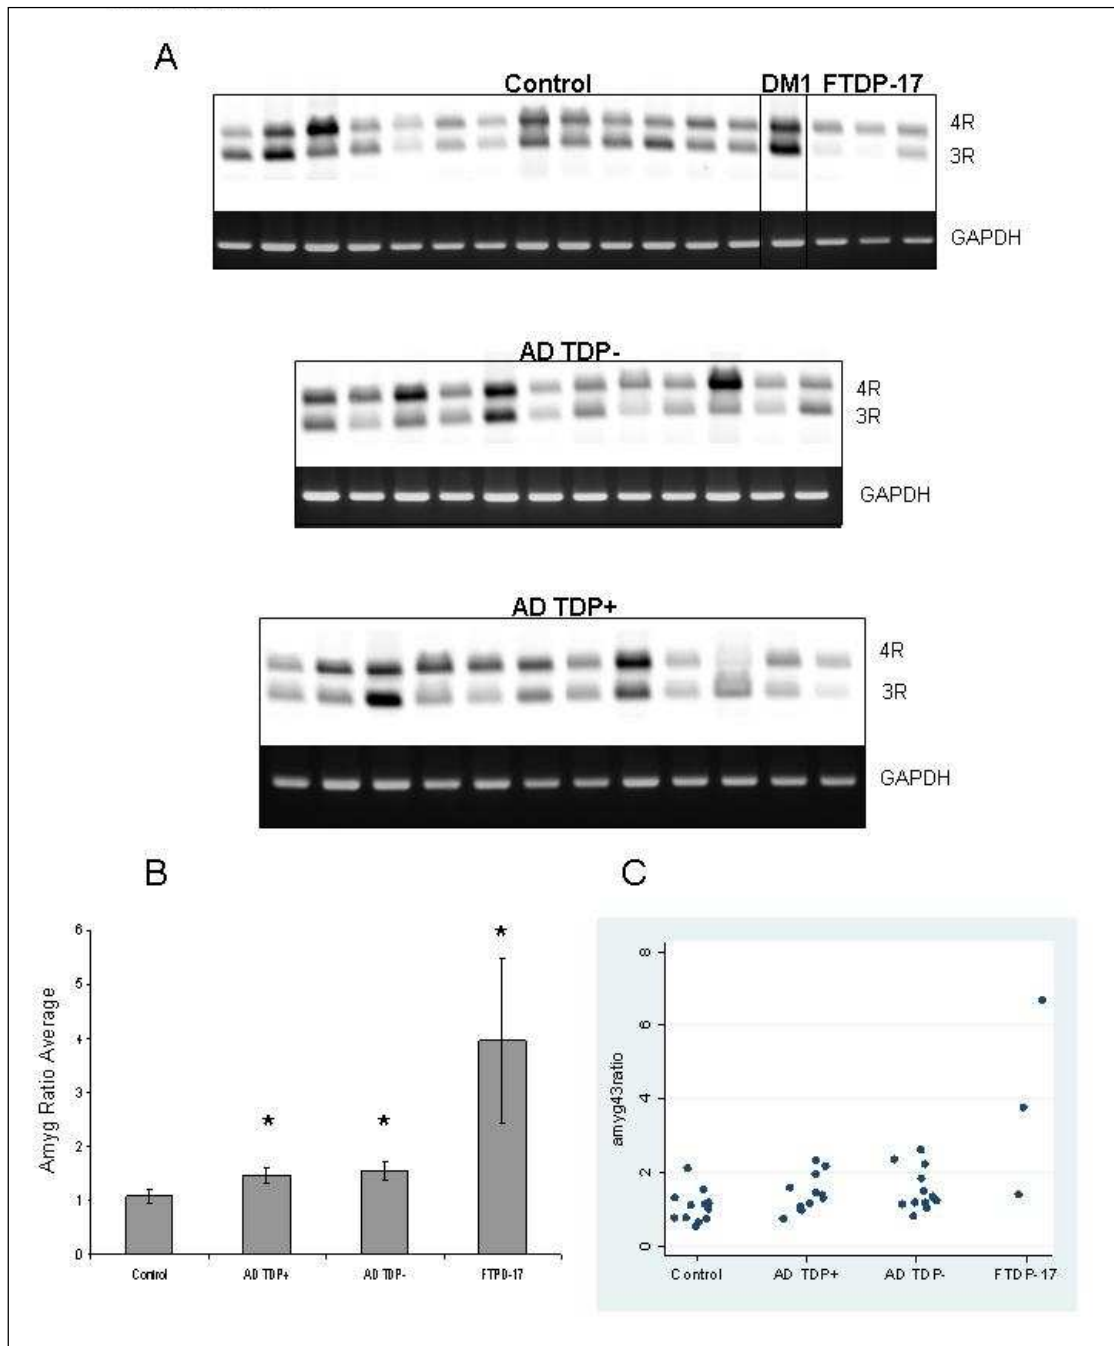 A
Control DM1 FTDP-17
4R
3R
GAPDH
AD TDP-
4R
3R
GAPDH
AD TDP+
4R
3R
GAPDH
B
C
Amyg Ratio Average
6
5
4
3
2
1
0
*
*
*
Control AD TDP+ AD TDP- FTPD-17
amyg43ratio
8
6
4
2
0
Control AD TDP+ AD TDP- FTDP-17